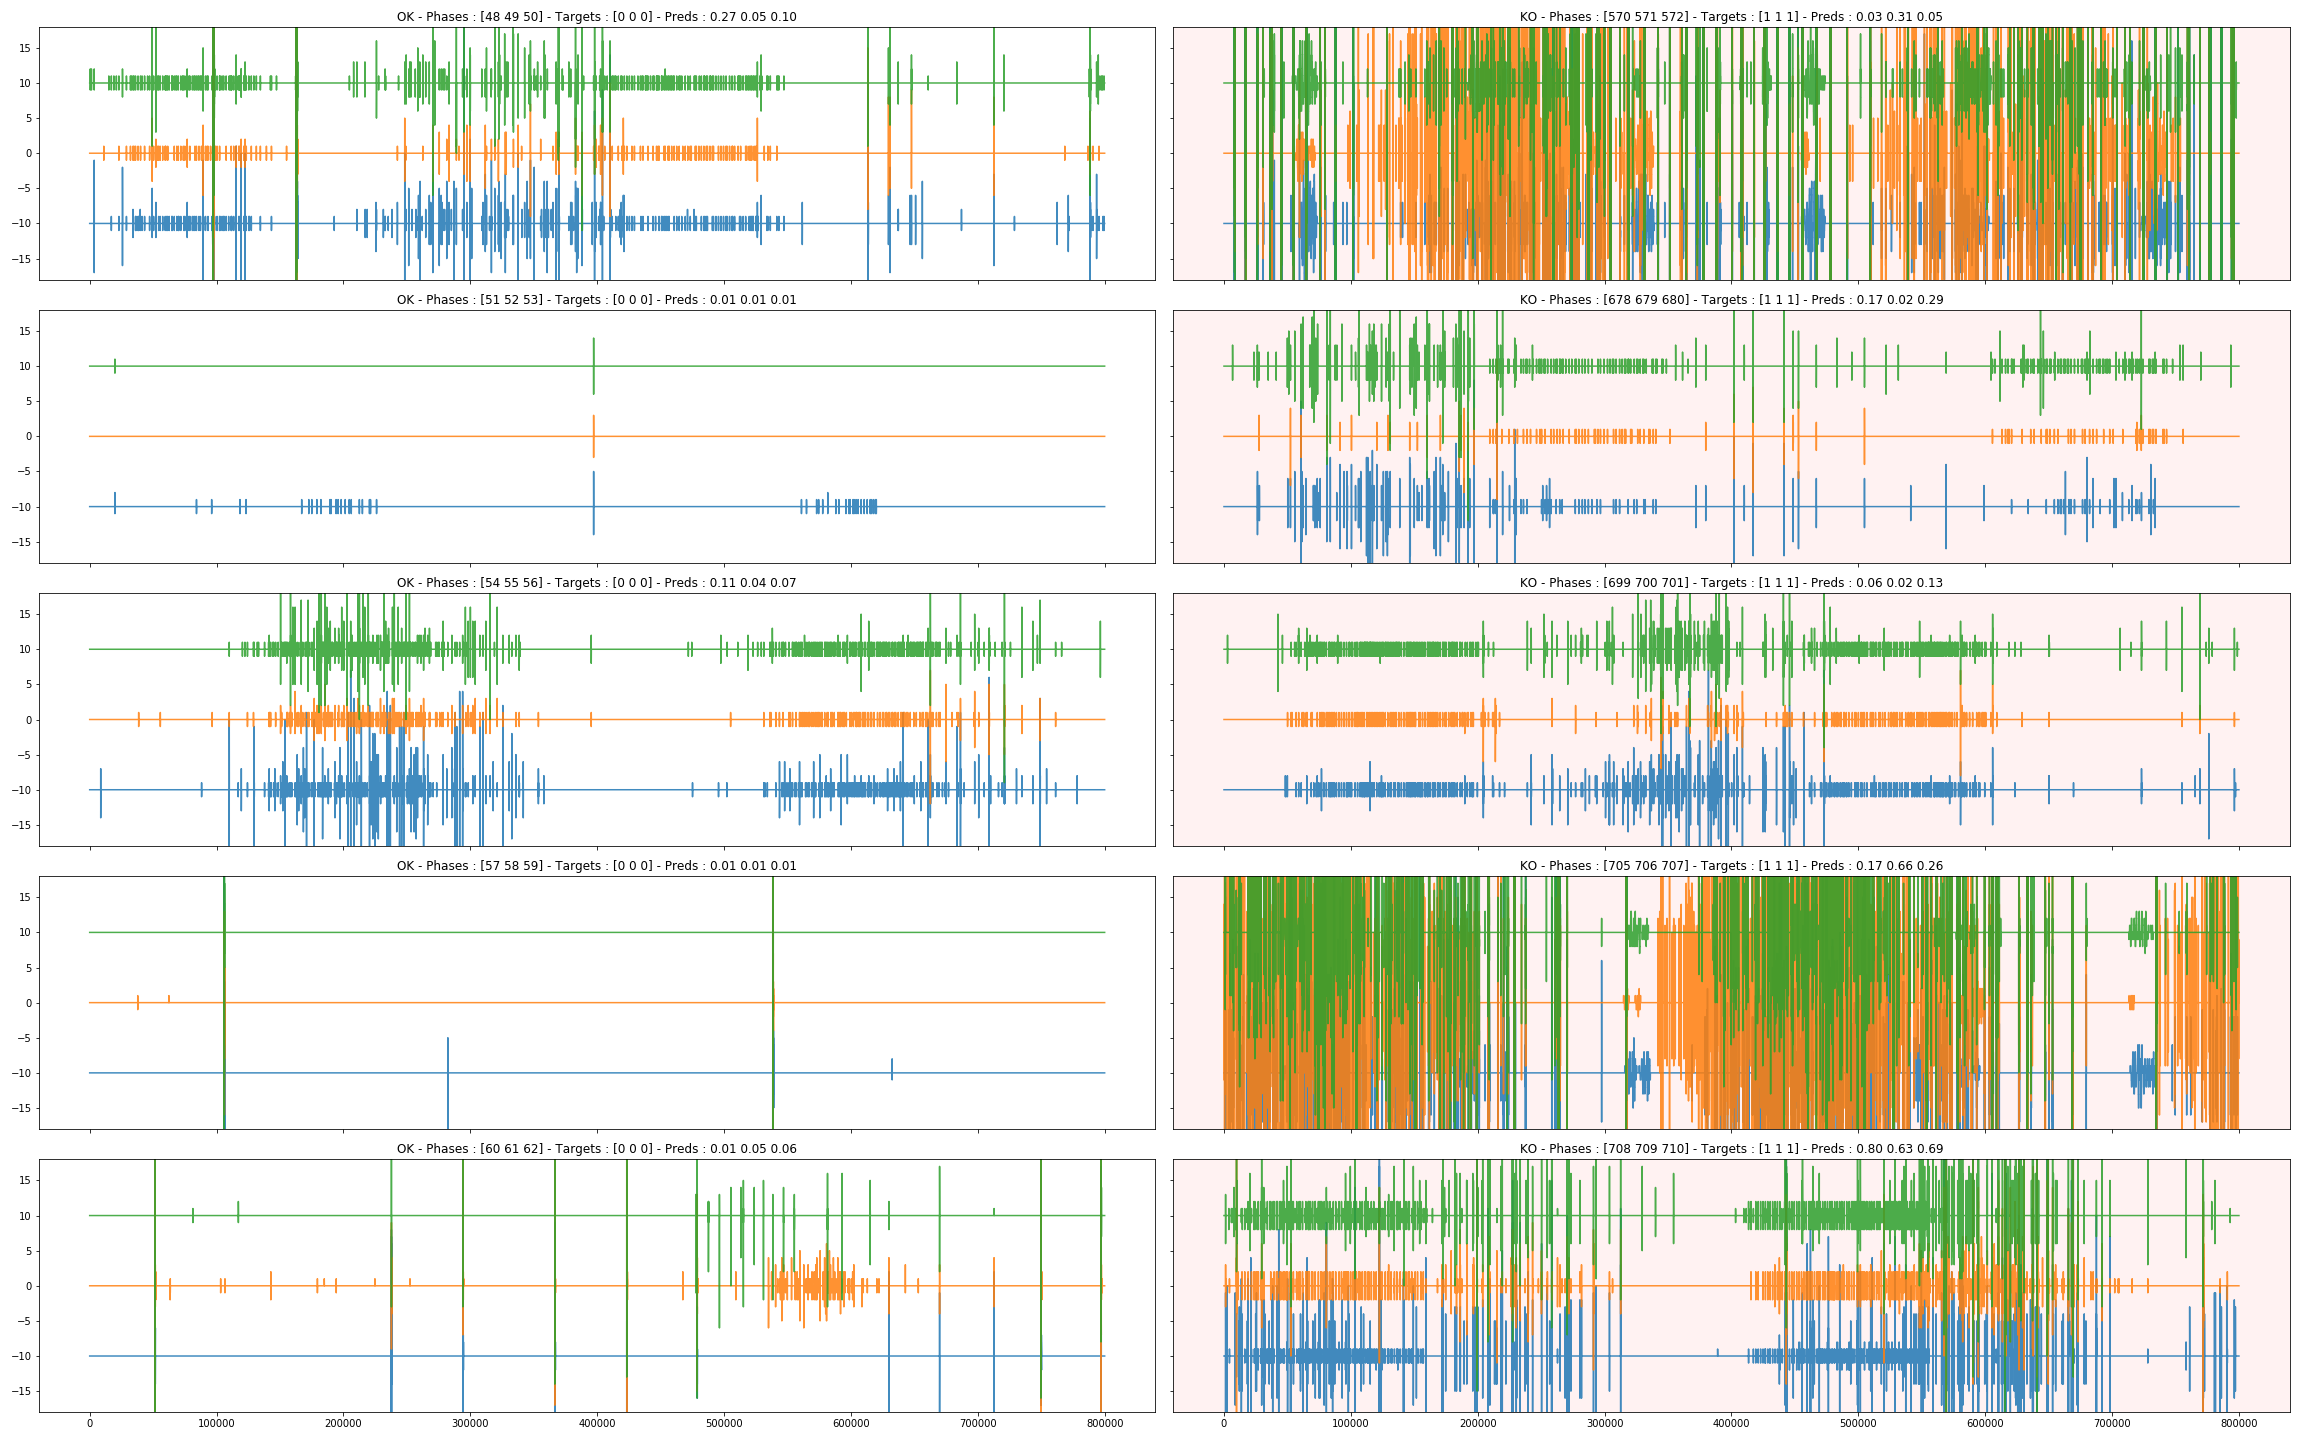 OK - Phases : [48 49 50] - Targets : [0 0 0] - Preds : 0.27 0.05 0.10
KO - Phases : [570 571 572] - Targets : [1 1 1] - Preds : 0.03 0.31 0.05
15
10
5
0
−5
−10
−15
OK - Phases : [51 52 53] - Targets : [0 0 0] - Preds : 0.01 0.01 0.01
KO - Phases : [678 679 680] - Targets : [1 1 1] - Preds : 0.17 0.02 0.29
15
10
5
0
−5
−10
−15
OK - Phases : [54 55 56] - Targets : [0 0 0] - Preds : 0.11 0.04 0.07
KO - Phases : [699 700 701] - Targets : [1 1 1] - Preds : 0.06 0.02 0.13
15
10
5
0
−5
−10
−15
OK - Phases : [57 58 59] - Targets : [0 0 0] - Preds : 0.01 0.01 0.01
KO - Phases : [705 706 707] - Targets : [1 1 1] - Preds : 0.17 0.66 0.26
15
10
5
0
−5
−10
−15
OK - Phases : [60 61 62] - Targets : [0 0 0] - Preds : 0.01 0.05 0.06
KO - Phases : [708 709 710] - Targets : [1 1 1] - Preds : 0.80 0.63 0.69
15
10
5
0
−5
−10
−15
0 100000 200000 300000 400000 500000 600000 700000 800000
0 100000 200000 300000 400000 500000 600000 700000 800000